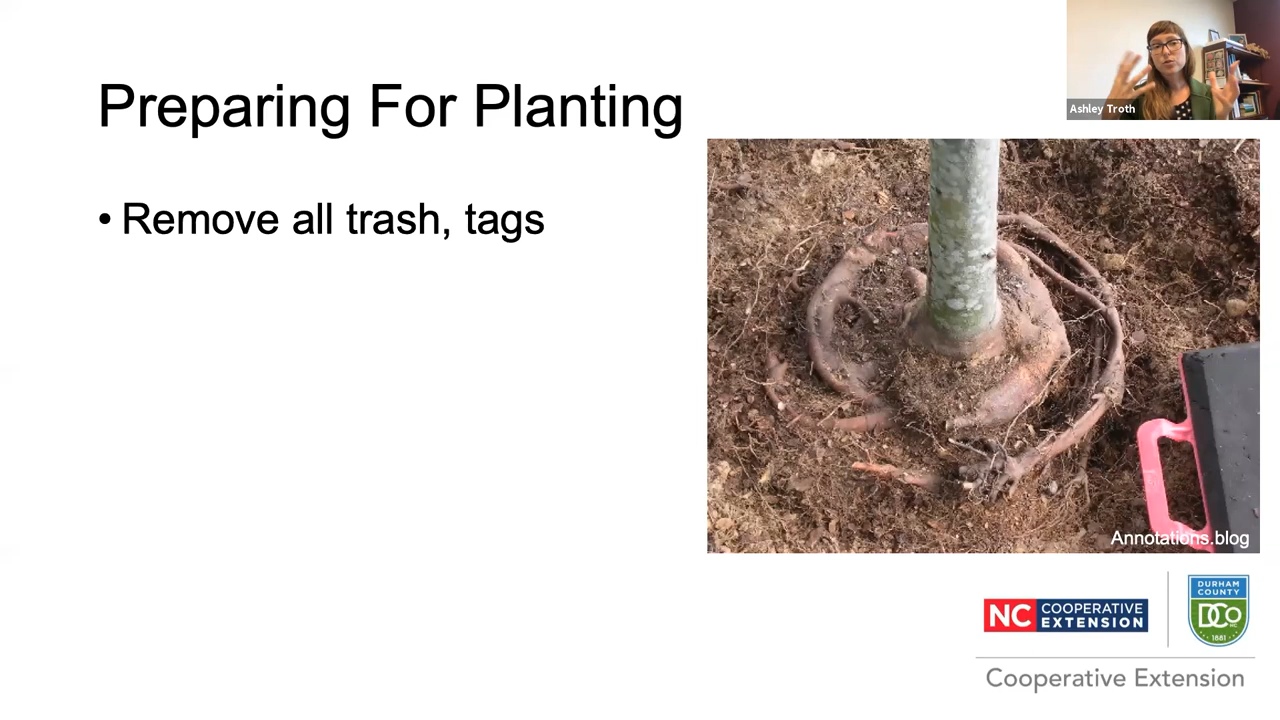 Preparing For Planting
Ashley Troth
• Remove all trash, tags
Annotations.blog
NC COOPERATIVE
EXTENSION
DURHAM
COUNTY
DCo
NC
1881
Cooperative Extension